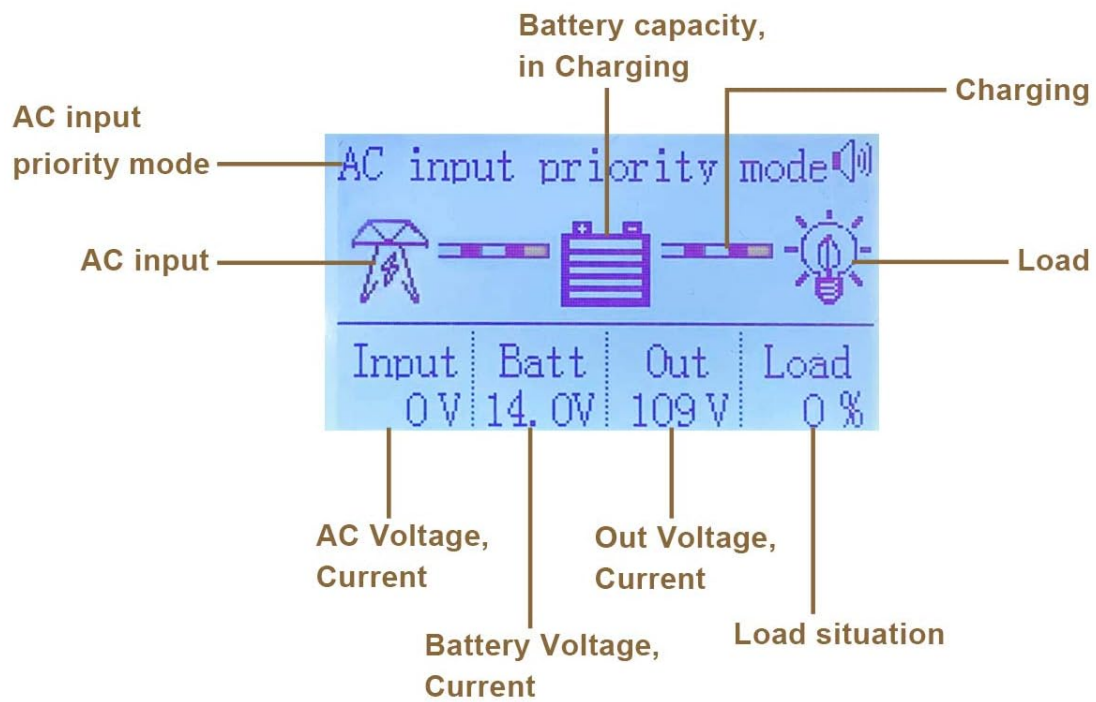 Battery capacity,
in Charging
Charging
AC input
priority mode
AC input priority mode
AC input
Load
Input Batt Out Load
0 V 14.0V 109 V 0 %
AC Voltage,
Current
Out Voltage,
Current
Battery Voltage,
Current
Load situation